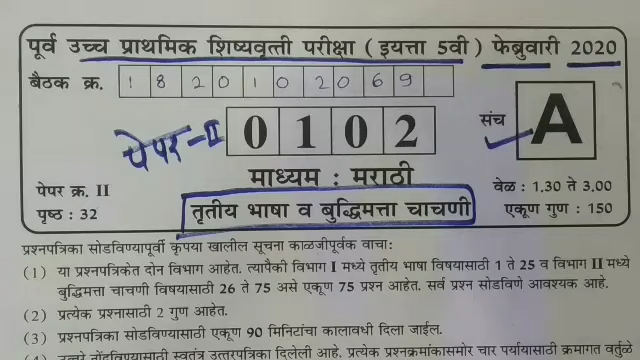 पूर्व उच्च प्राथमिक शिष्यवृत्ती परीक्षा ( इयत्ता 5वी ) फेब्रुवारी 2020
बैठक क्र. 1 8 2 0 1 0 2 0 6 9
पेपर - II 0 1 0 2 संच A
माध्यम : मराठी
पेपर क्र. II वेळ : 1.30 ते 3.00
पृष्ठ : 32 तृतीय भाषा व बुद्धिमत्ता चाचणी एकूण गुण : 150
प्रश्नपत्रिका सोडविण्यापूर्वी कृपया खालील सूचना काळजीपूर्वक वाचा:
(1) या प्रश्नपत्रिकेत दोन विभाग आहेत. त्यापैकी विभाग I मध्ये तृतीय भाषा विषयासाठी 1 ते 25 व विभाग II मध्ये
बुद्धिमत्ता चाचणी विषयासाठी 26 ते 75 असे एकूण 75 प्रश्न आहेत. सर्व प्रश्न सोडविणे आवश्यक आहे.
(2) प्रत्येक प्रश्नासाठी 2 गुण आहेत.
(3) प्रश्नपत्रिका सोडविण्यासाठी एकूण 90 मिनिटांचा कालावधी दिला जाईल.
(4) उत्तरे नोंदविण्यासाठी स्वतंत्र उत्तरपत्रिका दिलेली आहे. प्रत्येक प्रश्नक्रमांकासमोर चार पर्यायासाठी क्रमागत वर्तुळे